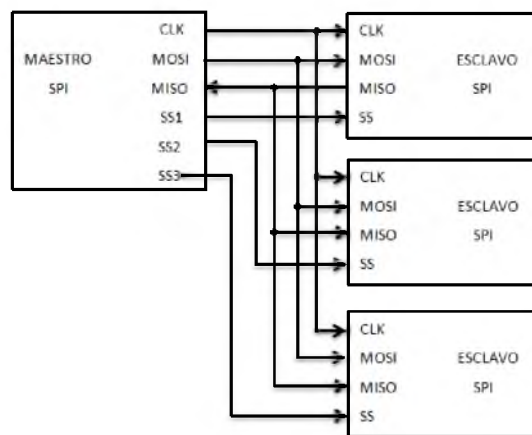 CLK
MAESTRO MOSI
SPI MISO
SS1
SS2
SS3
CLK
MOSI ESCLAVO
MISO SPI
SS
CLK
MOSI ESCLAVO
MISO SPI
SS
CLK
MOSI ESCLAVO
MISO SPI
SS